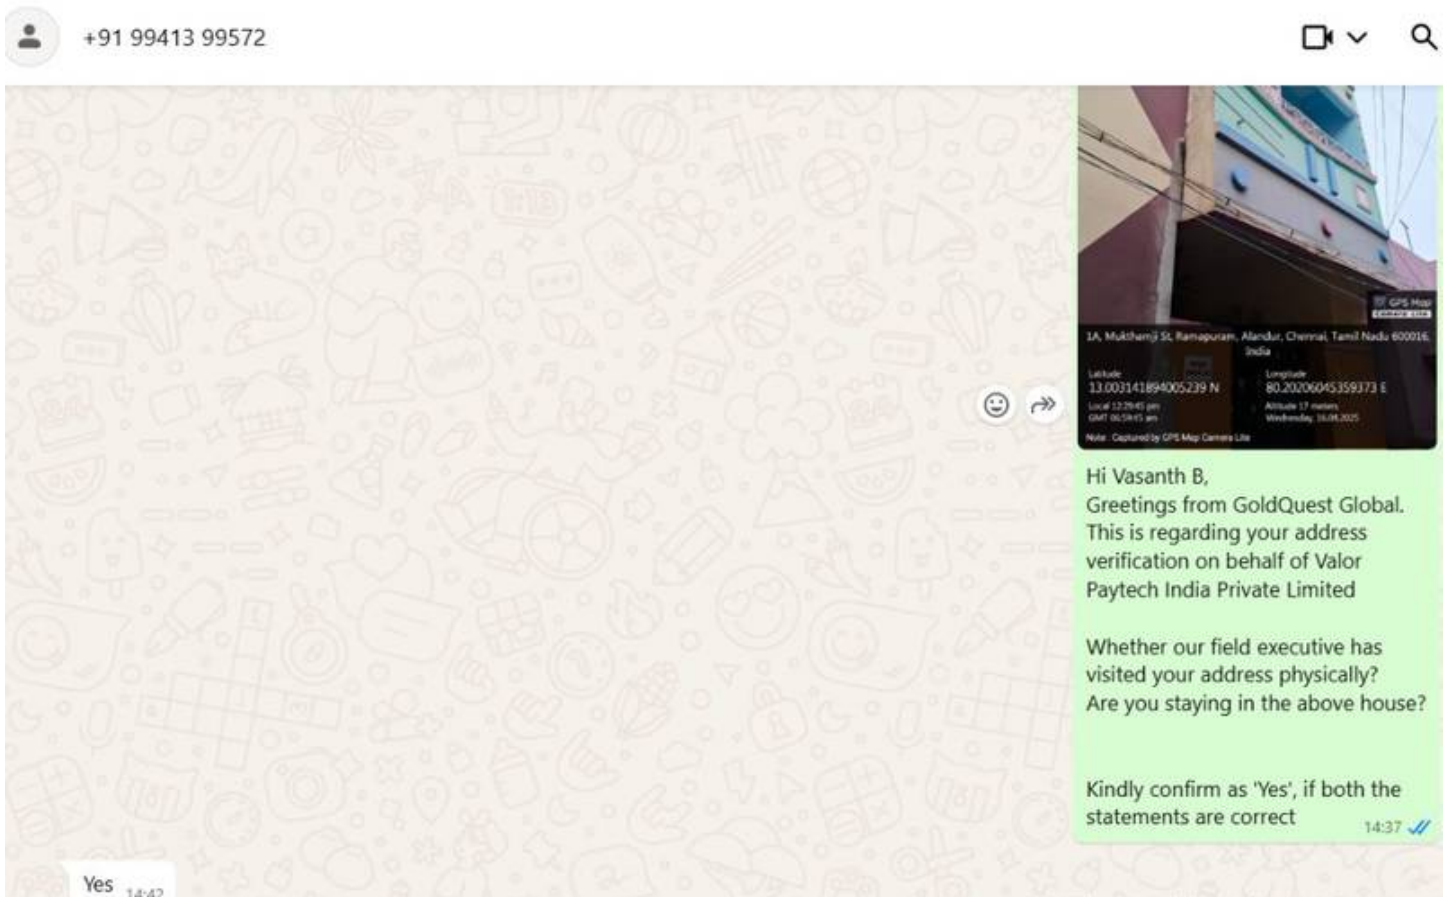 +91 99413 99572
GPS Map
Camera Lite
1A, Mukthamji St, Ramapuram, Alandur, Chennai, Tamil Nadu 600016,
India
Latitude
13.003141894005239 N
Longitude
80.20206045359373 E
Local 12:29:45 pm
GMT 06:59:45 am
Altitude 17 meters
Wednesday, 16.04.2025
Note : Captured by GPS Map Camera Lite
Hi Vasanth B,
Greetings from GoldQuest Global.
This is regarding your address
verification on behalf of Valor
Paytech India Private Limited
Whether our field executive has
visited your address physically?
Are you staying in the above house?
Kindly confirm as 'Yes', if both the
statements are correct
14:37
Yes 14:42